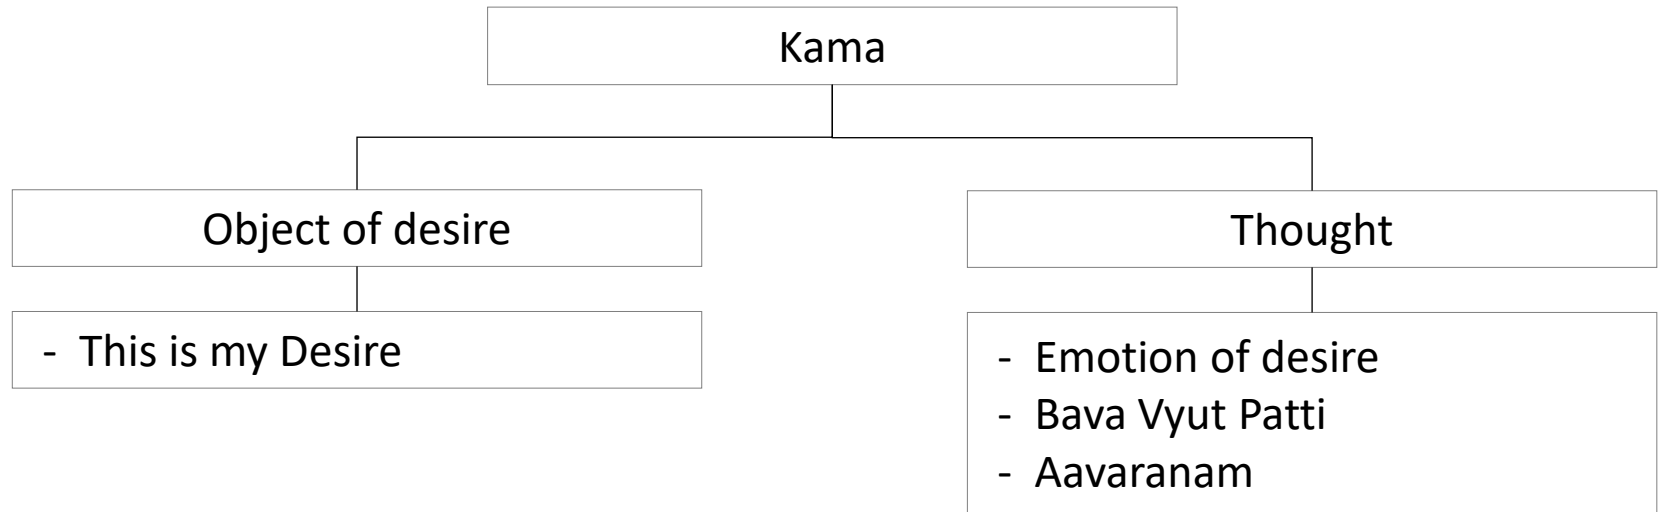 Kama
Object of desire
Thought
- This is my Desire
- Emotion of desire
- Bava Vyut Patti
- Aavaranam